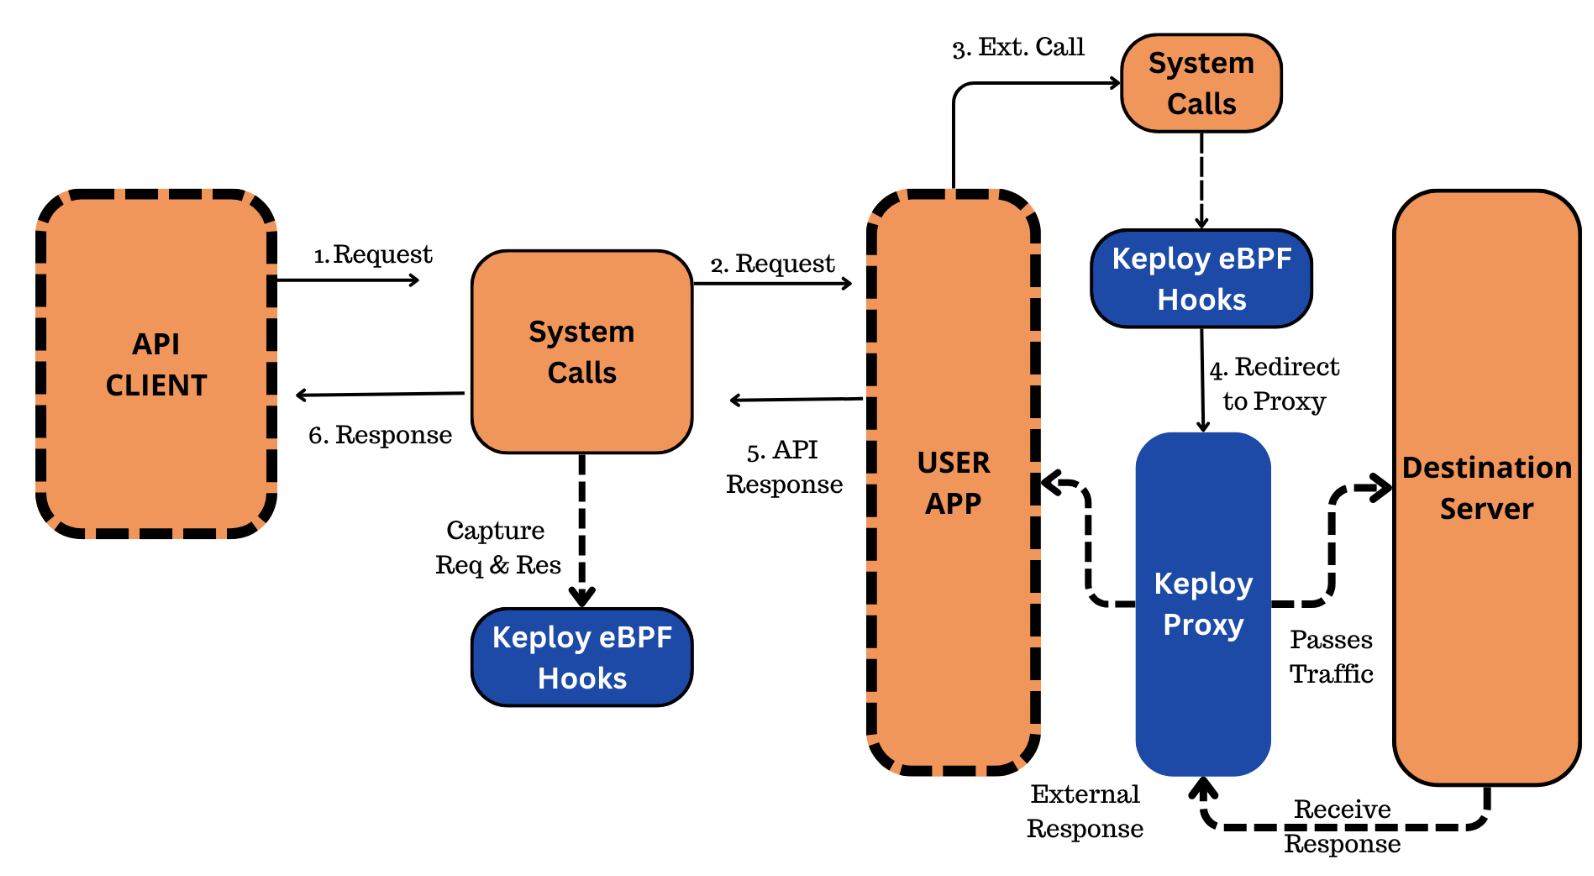 3. Ext. Call
System
Calls
1. Request
2. Request
Keploy eBPF
Hooks
API
CLIENT
System
Calls
4. Redirect
to Proxy
6. Response
5. API
Response
USER
APP
Destination
Server
Capture
Req & Res
Keploy
Proxy
Keploy eBPF
Hooks
Passes
Traffic
External
Response
Receive
Response